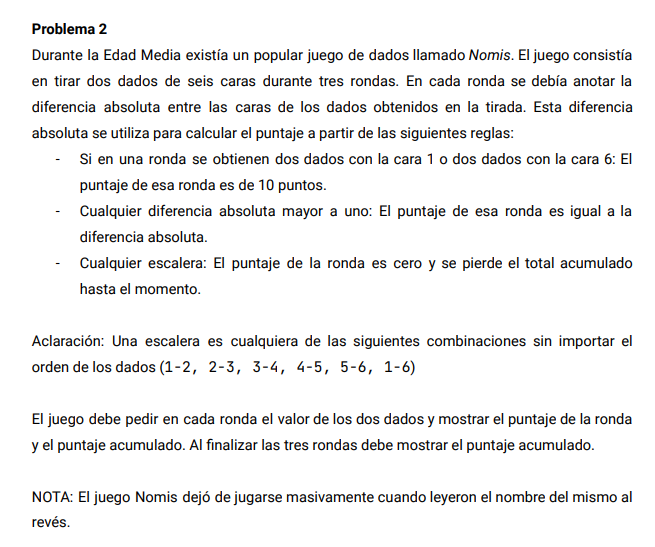 Problema 2
Durante la Edad Media existía un popular juego de dados llamado Nomis. El juego consistía
en tirar dos dados de seis caras durante tres rondas. En cada ronda se debía anotar la
diferencia absoluta entre las caras de los dados obtenidos en la tirada. Esta diferencia
absoluta se utiliza para calcular el puntaje a partir de las siguientes reglas:
- Si en una ronda se obtienen dos dados con la cara 1 o dos dados con la cara 6: El
puntaje de esa ronda es de 10 puntos.
- Cualquier diferencia absoluta mayor a uno: El puntaje de esa ronda es igual a la
diferencia absoluta.
- Cualquier escalera: El puntaje de la ronda es cero y se pierde el total acumulado
hasta el momento.
Aclaración: Una escalera es cualquiera de las siguientes combinaciones sin importar el
orden de los dados (1-2, 2-3, 3-4, 4-5, 5-6, 1-6)
El juego debe pedir en cada ronda el valor de los dos dados y mostrar el puntaje de la ronda
y el puntaje acumulado. Al finalizar las tres rondas debe mostrar el puntaje acumulado.
NOTA: El juego Nomis dejó de jugarse masivamente cuando leyeron el nombre del mismo al
revés.